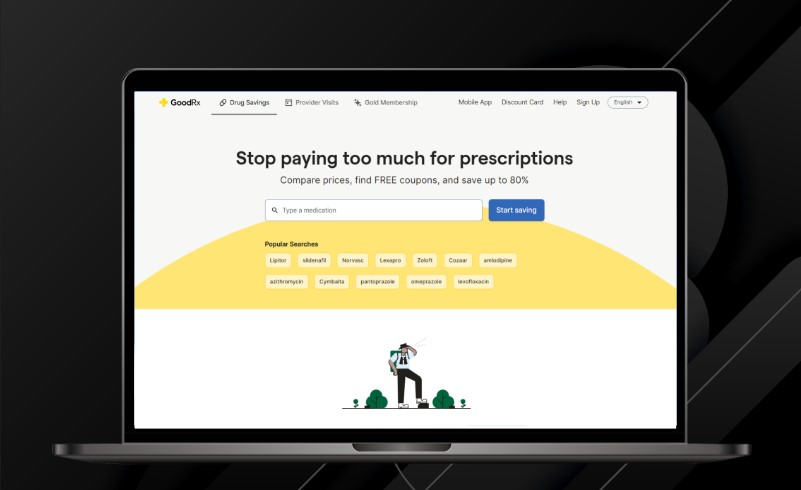 GoodRx Drug Savings Provider Visits Gold Membership Mobile App Discount Card Help Sign Up English
Stop paying too much for prescriptions
Compare prices, find FREE coupons, and save up to 80%
Type a medication Start saving
Popular Searches
Lipitor sildenafil Norvasc Lexapro Zoloft Cozaar amlodipine
azithromycin Cymbalta pantoprazole omeprazole levofloxacin